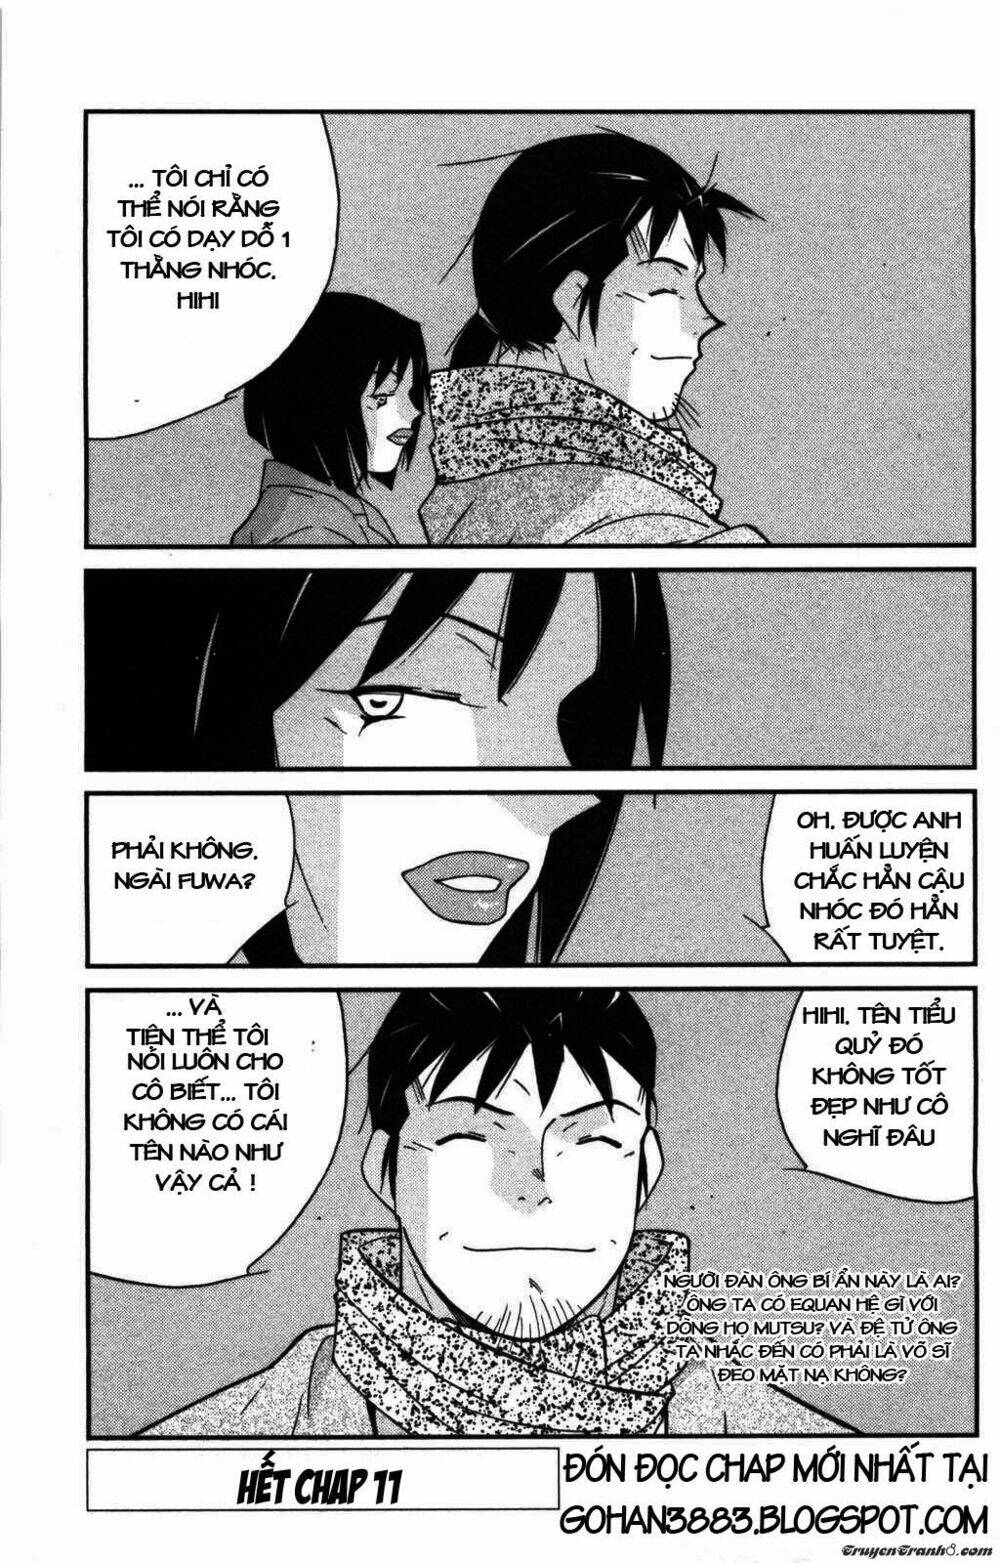 ... TÔI CHỈ CÓ
THỂ NÓI RẰNG
TÔI CÓ DẠY DỖ 1
THẰNG NHÓC.
HIHI
OH. ĐƯỢC ANH
HUẤN LUYỆN
CHẮC HẲN CẬU
NHÓC ĐÓ HẲN
RẤT TUYỆT.
PHẢI KHÔNG.
NGÀI FUWA?
HIHI. TÊN TIỂU
QUỶ ĐÓ
KHÔNG TỐT
ĐẸP NHƯ CÔ
NGHĨ ĐÂU
... VÀ
TIỆN THỂ TÔI
NÓI LUÔN CHO
CÔ BIẾT... TÔI
KHÔNG CÓ CÁI
TÊN NÀO NHƯ
VẬY CẢ !
NGƯỜI ĐÀN ÔNG BÍ ẨN NÀY LÀ AI?
ÔNG TA CÓ EQUAN HỆ GÌ VỚI
DÒNG HỌ MUTSU? VÀ ĐỆ TỬ ÔNG
TA NHẮC ĐẾN CÓ PHẢI LÀ VÕ SĨ
ĐEO MẶT NẠ KHÔNG?
HẾT CHAP 11
ĐÓN ĐỌC CHAP MỚI NHẤT TẠI
GOHAN3883.BLOGSPOT.COM/
TruyenTranh8.com